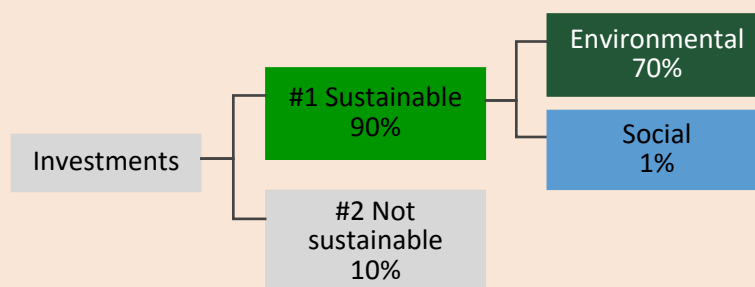 Investments
#1 Sustainable
90%
#2 Not
sustainable
10%
Environmental
70%
Social
1%